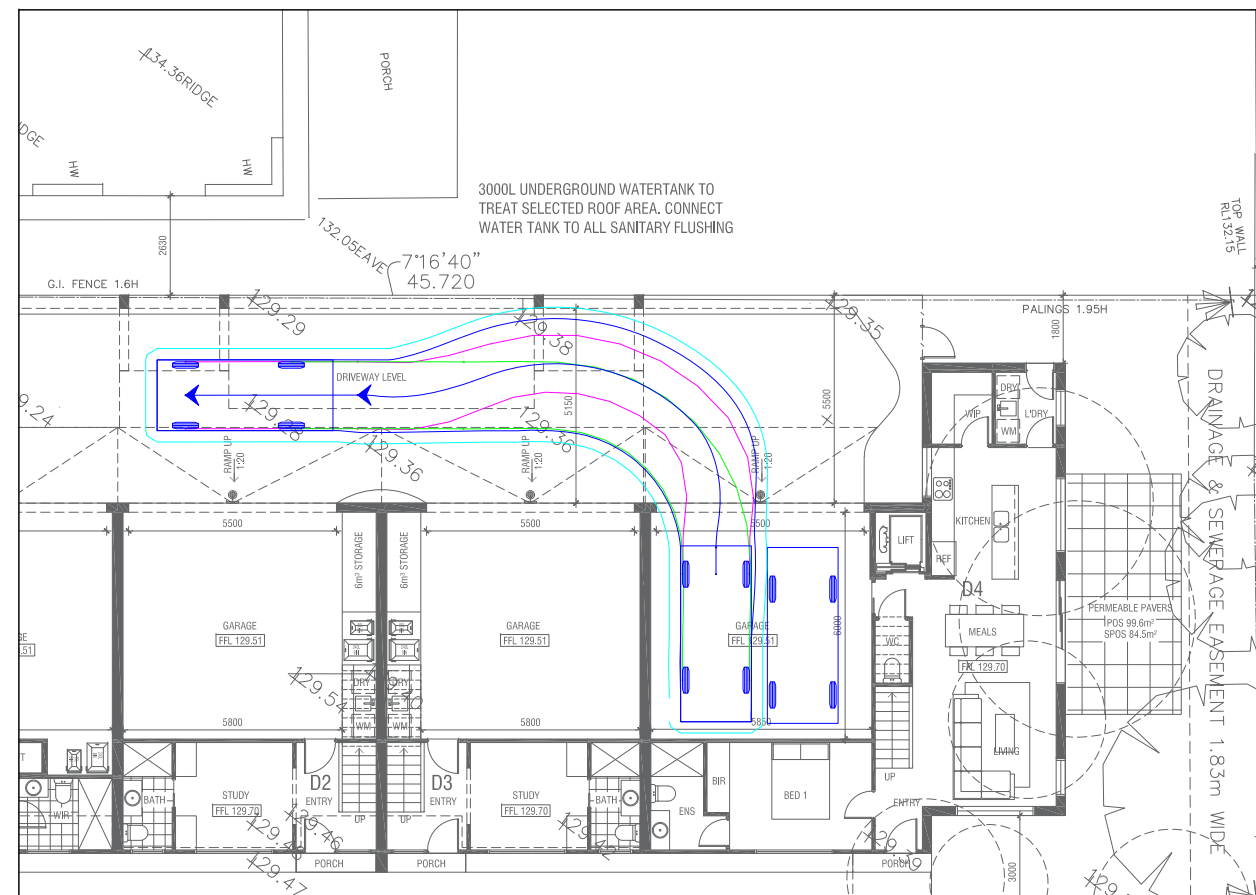 134.36RIDGE
PORCH
DGE
HW
HW
3000L UNDERGROUND WATERTANK TO
TREAT SELECTED ROOF AREA. CONNECT
WATER TANK TO ALL SANITARY FLUSHING
TOP WALL
RL132.15
2630
132.05EAVE
7°16'40"
45.720
G.I. FENCE 1.6H
129.29
129.38
129.35
PALINGS 1.95H
1800
DRIVEWAY LEVEL
5150
5500
9.24
129.36
129.36
RAMP UP
1:20
RAMP UP
1:20
RAMP UP
1:20
DRY
WIP
L'DRY
WM
DRAINAGE & SEWERAGE EASEMENT 1.83m WIDE
5500
5500
5500
6m³ STORAGE
6m³ STORAGE
LIFT
KITCHEN
REF
D4
GARAGE
FFL 129.51
GARAGE
FFL 129.51
GARAGE
FFL 129.51
6000
WC
MEALS
FFL 129.70
PERMEABLE PAVERS
POS 99.6m²
SPOS 84.5m²
GE
.51
129.54
DRY
DRY
WM
WM
5800
5800
5850
LIVING
UP
T
WIR
BATH
STUDY
FFL 129.70
D2
ENTRY
UP
D3
ENTRY
UP
STUDY
FFL 129.70
BATH
ENS
BIR
BED 1
ENTRY
129.46
129.47
PORCH
PORCH
PORCH
3000